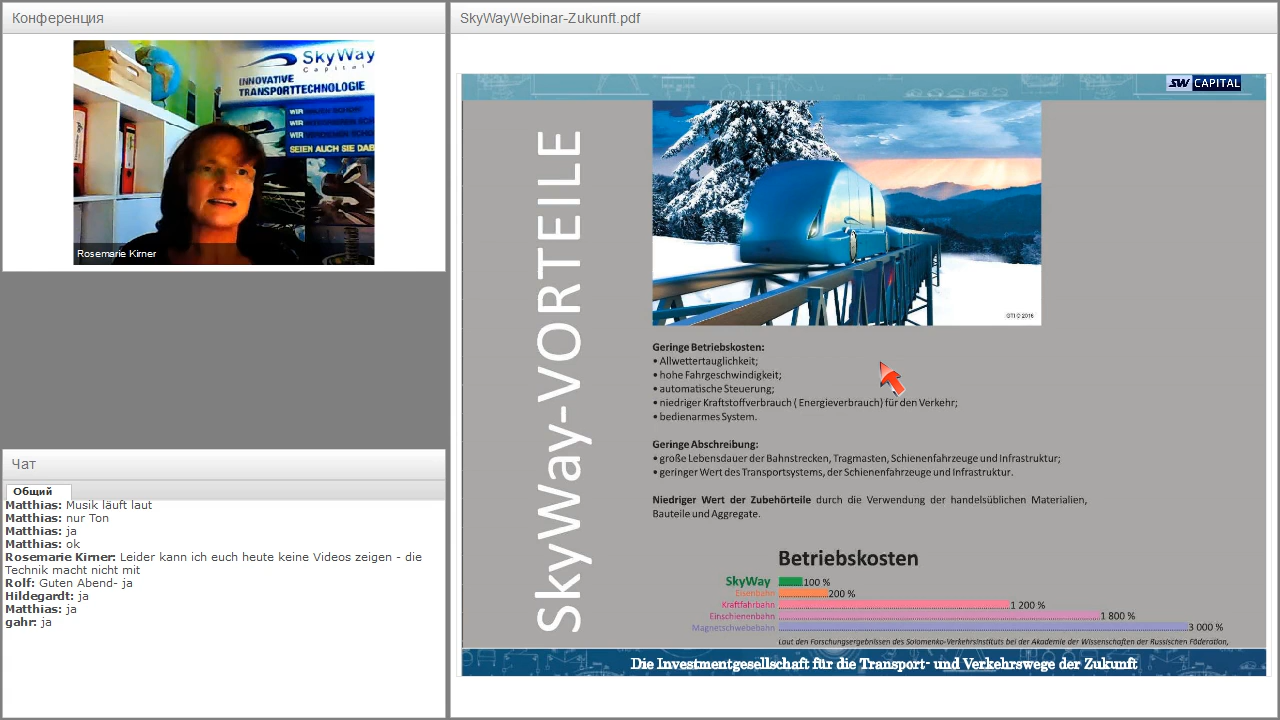 Конференция
SkyWay
Capital
INNOVATIVE
TRANSPORTTECHNOLOGIE
WIR
WIR
WIR
SEIEN AUCH SIE DAB
Rosemarie Kirner
Чат
Общий
Matthias: Musik läuft laut
Matthias: nur Ton
Matthias: ja
Matthias: ok
Rosemarie Kirner: Leider kann ich euch heute keine Videos zeigen - die
Technik macht nicht mit
Rolf: Guten Abend- ja
Hildegardt: ja
Matthias: ja
gahr: ja
SkyWayWebinar-Zukunft.pdf
SW CAPITAL
SkyWay-VORTEILE
STI © 2016
Geringe Betriebskosten:
• Allwettertauglichkeit;
• hohe Fahrgeschwindigkeit;
• automatische Steuerung;
• niedriger Kraftstoffverbrauch ( Energieverbrauch) für den Verkehr;
• bedienarmes System.
Geringe Abschreibung:
• große Lebensdauer der Bahnstrecken, Tragmasten, Schienenfahrzeuge und Infrastruktur;
• geringer Wert des Transportsystems, der Schienenfahrzeuge und Infrastruktur.
Niedriger Wert der Zubehörteile durch die Verwendung der handelsüblichen Materialien,
Bauteile und Aggregate.
Betriebskosten
SkyWay 100 %
Eisenbahn 200 %
Kraftfahrbahn 1 200 %
Einschienenbahn 1 800 %
Magnetschwebebahn 3 000 %
Laut den Forschungsergebnissen des Solomenko-Verkehrsinstituts bei der Akademie der Wissenschaften der Russischen Föderation,
Die Investmentgesellschaft für die Transport- und Verkehrswege der Zukunft